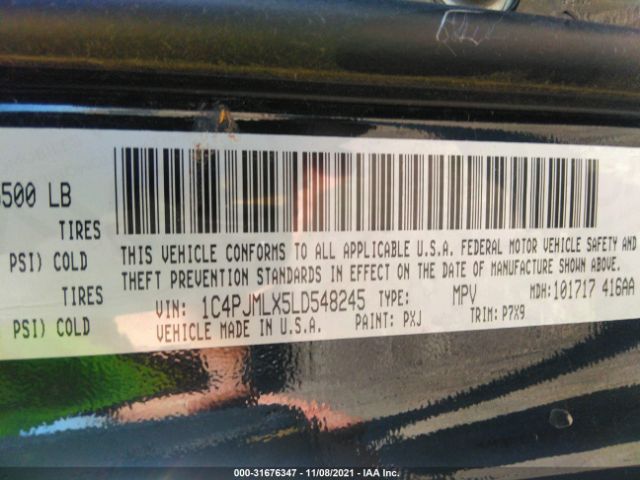 500 LB
TIRES
PSI) COLD
TIRES
PSI) COLD
THIS VEHICLE CONFORMS TO ALL APPLICABLE U.S.A. FEDERAL MOTOR VEHICLE SAFETY AND
THEFT PREVENTION STANDARDS IN EFFECT ON THE DATE OF MANUFACTURE SHOWN ABOVE.
VIN: 1C4PJMLX5LD548245 TYPE: MPV MDH: 101717 416AA
VEHICLE MADE IN U.S.A. PAINT: PXJ TRIM: P7X9
000-31676347 - 11/08/2021 - IAA Inc.